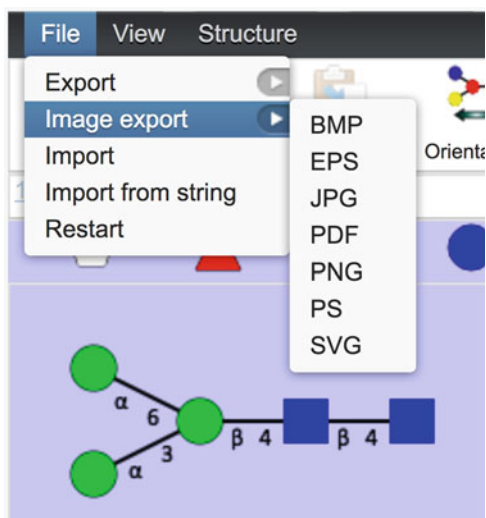 File View Structure
Export
Image export
Import
Import from string
Restart
BMP
EPS
JPG
PDF
PNG
PS
SVG
Orienta
1
α 6
β 4 β 4
α 3